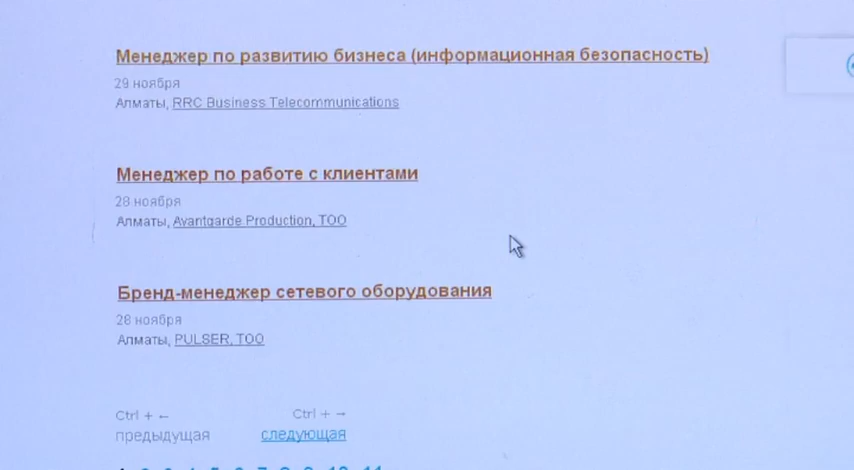 Менеджер по развитию бизнеса (информационная безопасность)
29 ноября
Алматы, RRC Business Telecommunications
Менеджер по работе с клиентами
28 ноября
Алматы, Avantgarde Production, ТОО
Бренд-менеджер сетевого оборудования
28 ноября
Алматы, PULSER, ТОО
Ctrl + ← Ctrl + →
предыдущая следующая